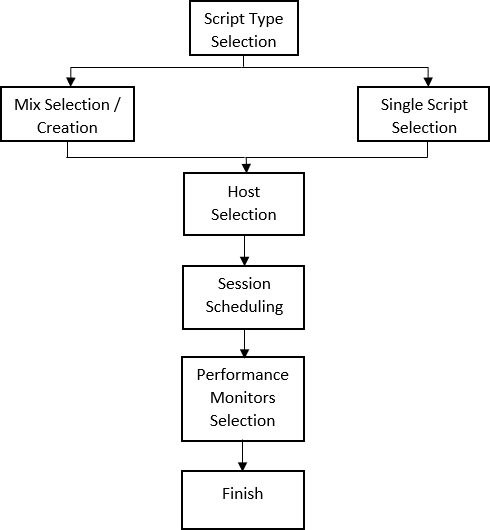 Script Type
Selection
Mix Selection /
Creation
Single Script
Selection
Host
Selection
Session
Scheduling
Performance
Monitors
Selection
Finish